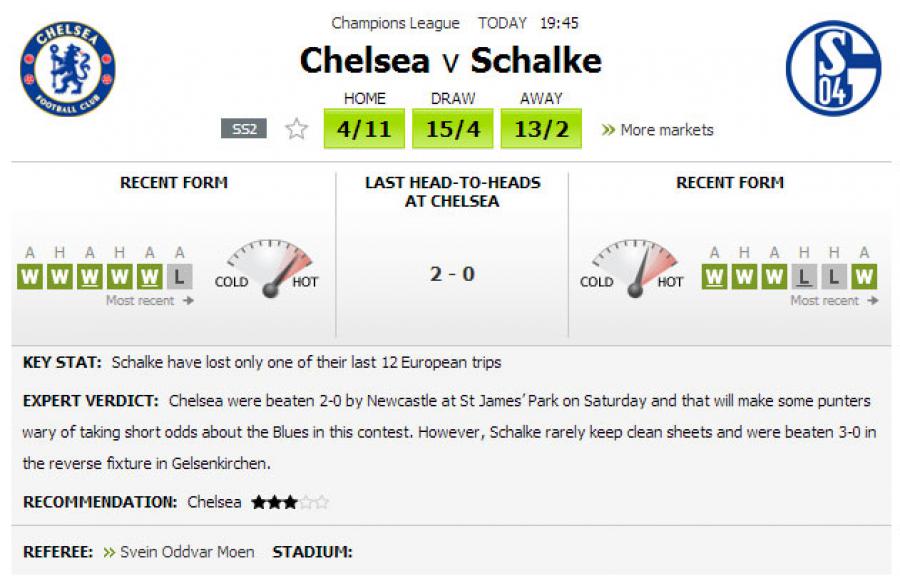 Champions League TODAY 19:45
Chelsea v Schalke
CHELSEA
FOOTBALL CLUB
S
04
HOME DRAW AWAY
SS2 4/11 15/4 13/2 » More markets
RECENT FORM
A H A H A A
W W W W W L
COLD HOT
Most recent →
LAST HEAD-TO-HEADS
AT CHELSEA
2 - 0
RECENT FORM
COLD HOT
A H A H H A
W W W L L W
Most recent →
KEY STAT: Schalke have lost only one of their last 12 European trips
EXPERT VERDICT: Chelsea were beaten 2-0 by Newcastle at St James’ Park on Saturday and that will make some punters
wary of taking short odds about the Blues in this contest. However, Schalke rarely keep clean sheets and were beaten 3-0 in
the reverse fixture in Gelsenkirchen.
RECOMMENDATION: Chelsea ★★★☆☆
REFEREE: » Svein Oddvar Moen STADIUM: